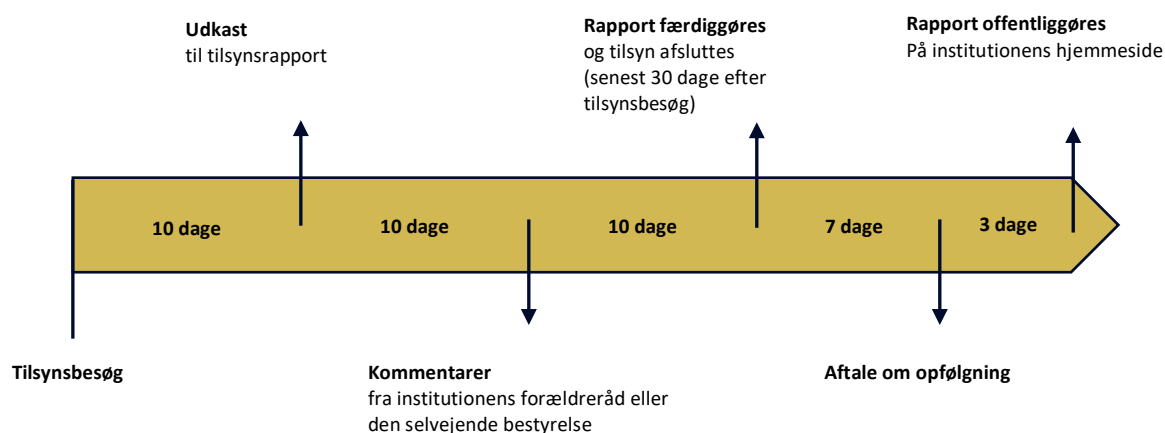 Udkast
til tilsynsrapport
Rapport færdiggøres
og tilsyn afsluttes
(senest 30 dage efter
tilsynsbesøg)
Rapport offentliggøres
På institutionens hjemmeside
10 dage
10 dage
10 dage
7 dage
3 dage
Tilsynsbesøg
Kommentarer
fra institutionens forældreråd eller
den selvejende bestyrelse
Aftale om opfølgning